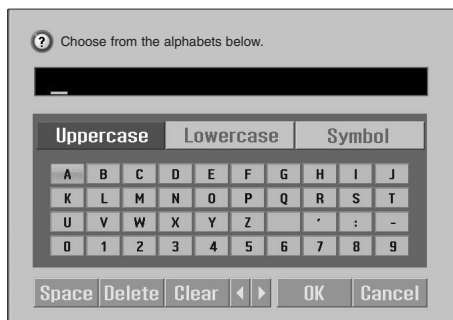 ? Choose from the alphabets below.
Uppercase Lowercase Symbol
A B C D E F G H I J
K L M N O P Q R S T
U V W X Y Z ' : -
0 1 2 3 4 5 6 7 8 9
Space Delete Clear ◀ ▶ OK Cancel